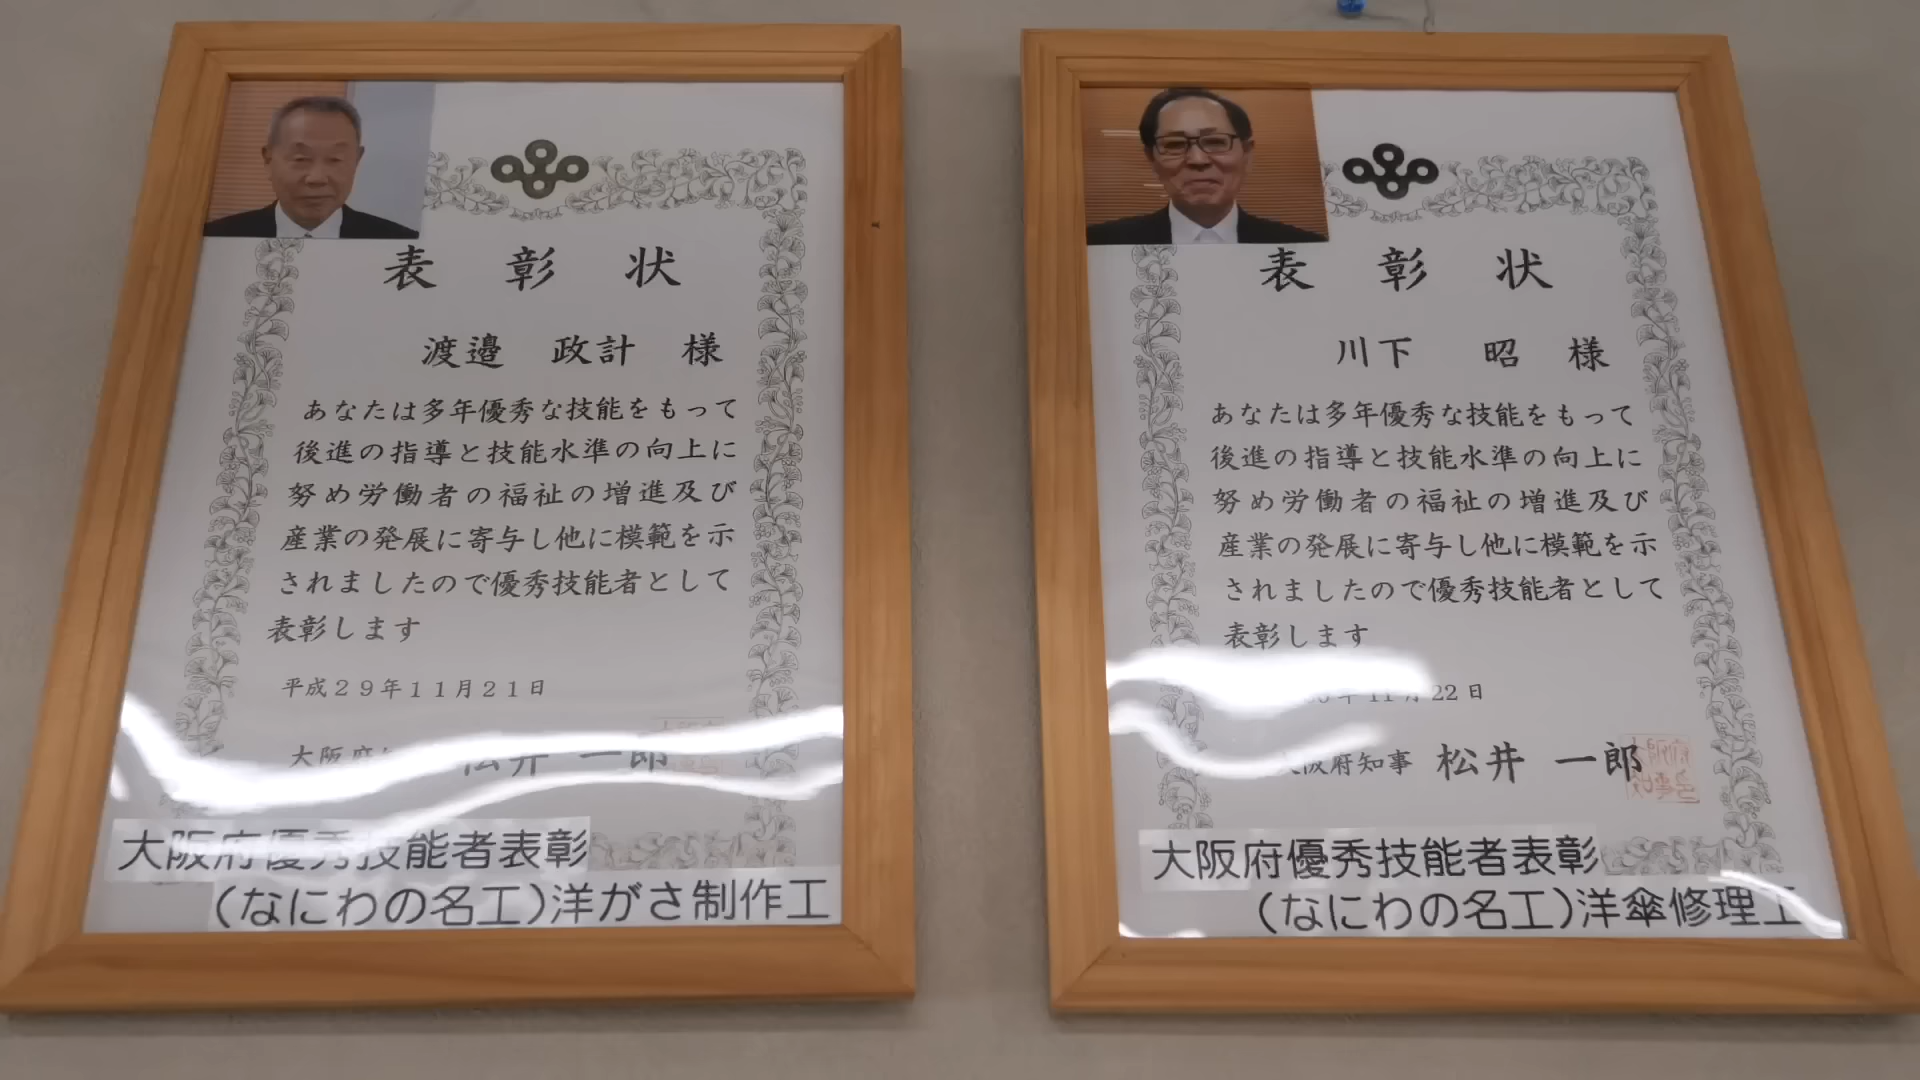 表彰状
渡邉 政計 様
あなたは多年優秀な技能をもって
後進の指導と技能水準の向上に
努め労働者の福祉の増進及び
産業の発展に寄与し他に模範を示
されましたので優秀技能者として
表彰します
平成29年11月21日
大阪府
松井 一郎
大阪府優秀技能者表彰
(なにわの名工)洋がさ制作工
表彰状
川下 昭 様
あなたは多年優秀な技能をもって
後進の指導と技能水準の向上に
努め労働者の福祉の増進及び
産業の発展に寄与し他に模範を示
されましたので優秀技能者として
表彰します
年11月22日
大阪府知事 松井 一郎
大阪府優秀技能者表彰
(なにわの名工)洋傘修理工